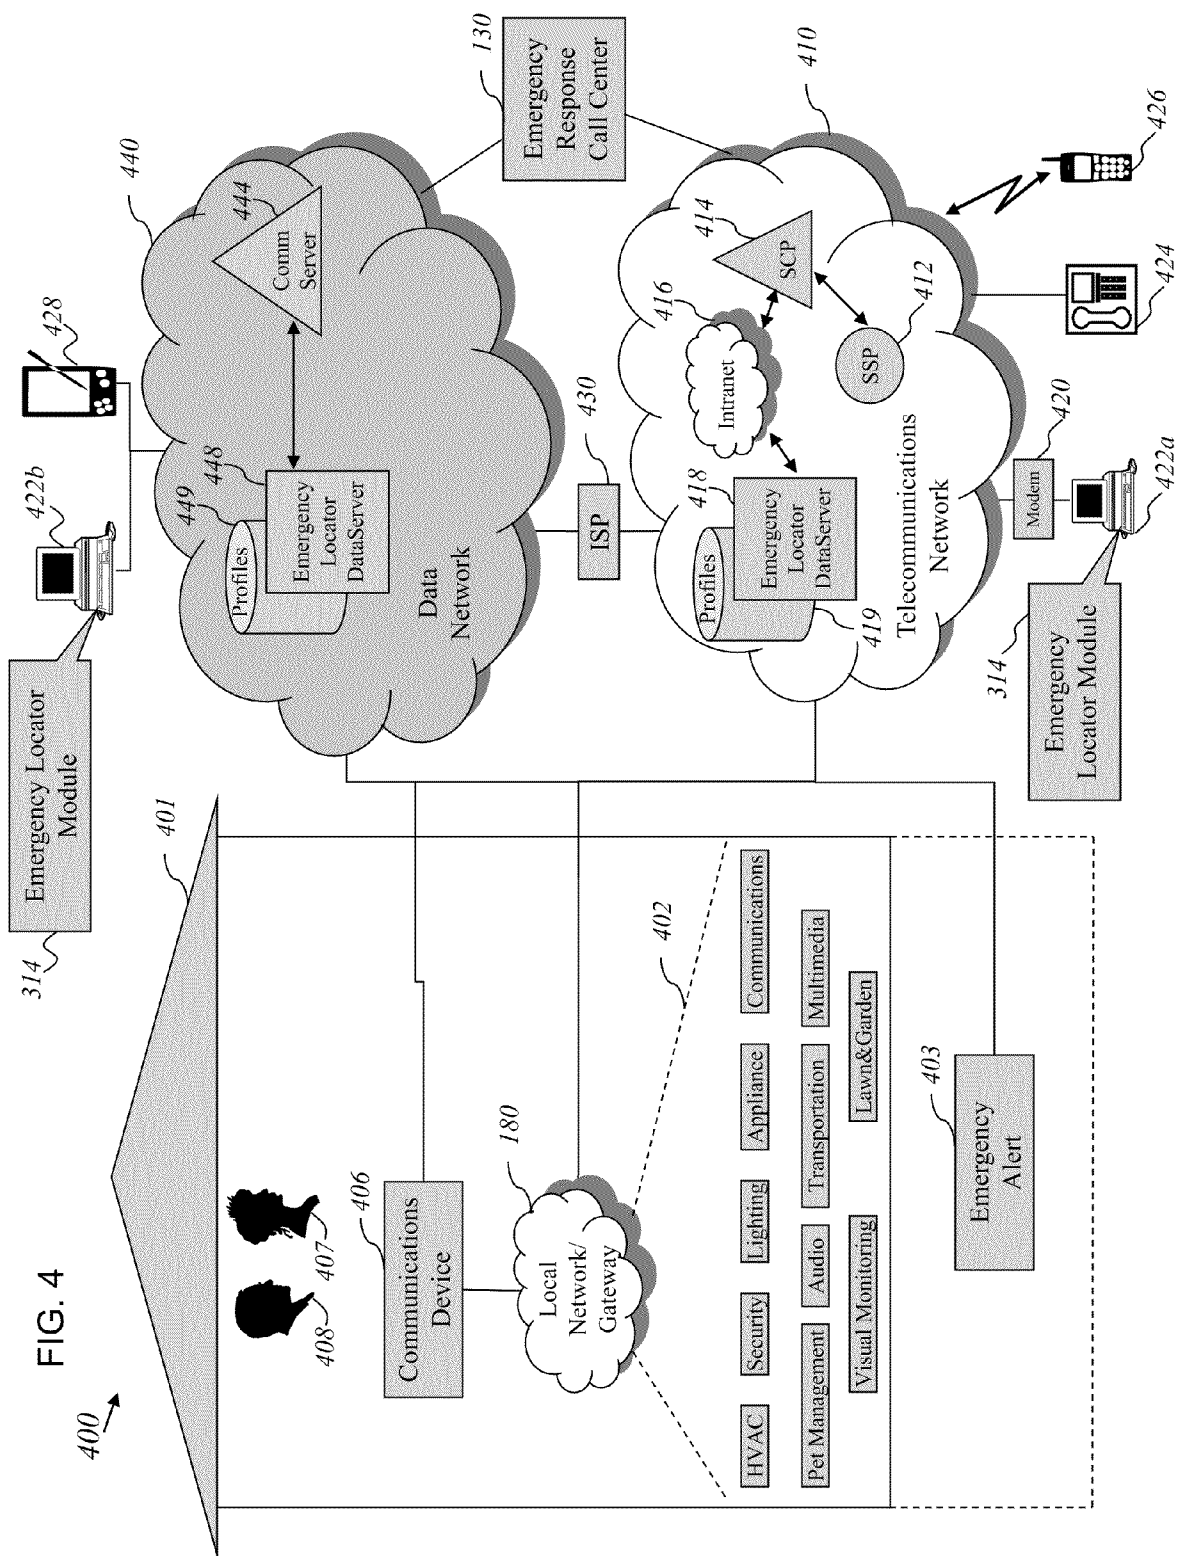 FIG. 4
400
401
408
407
406
Communications
Device
180
Local
Network/
Gateway
402
HVAC
Security
Lighting
Appliance
Communications
Pet Management
Audio
Transportation
Multimedia
Visual Monitoring
Lawn&Garden
403
Emergency
Alert
314
Emergency Locator
Module
422b
428
440
449
448
444
Profiles
Emergency
Locator
DataServer
Comm
Server
Data
Network
130
Emergency
Response
Call Center
430
ISP
410
416
414
Intranet
SCP
412
SSP
418
Profiles
Emergency
Locator
DataServer
419
Telecommunications
Network
314
Emergency
Locator Module
420
Modem
422a
424
426